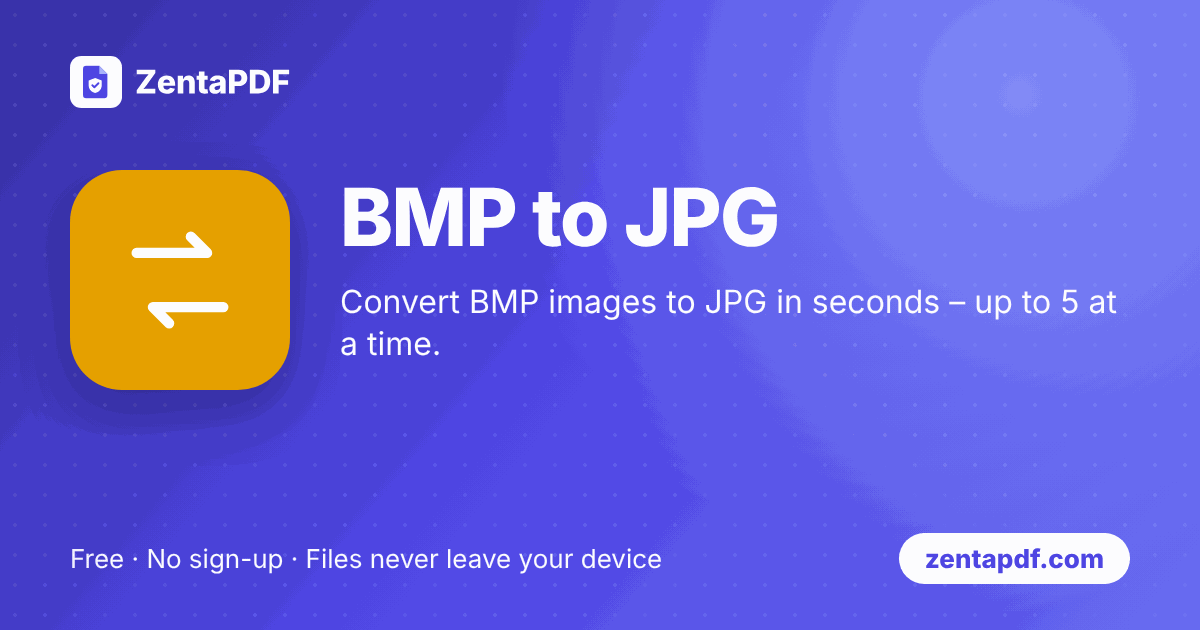 ZentaPDF
BMP to JPG
Convert BMP images to JPG in seconds – up to 5 at
a time.
Free · No sign-up · Files never leave your device
zentapdf.com